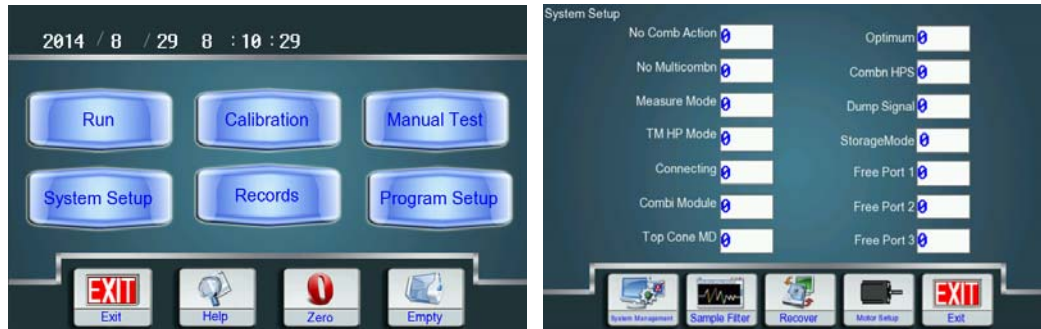 2014 / 8 / 29 8 : 10 : 29
Run Calibration Manual Test
System Setup Records Program Setup
EXIT
Exit Help Zero Empty
System Setup
No Comb Action 0 Optimum 0
No Multicombn 0 Combn HPS 0
Measure Mode 0 Dump Signal 0
TM HP Mode 0 StorageMode 0
Connecting 0 Free Port 1 0
Combi Module 0 Free Port 2 0
Top Cone MD 0 Free Port 3 0
EXIT
System Management Sample Filter Recover Motor Setup Exit